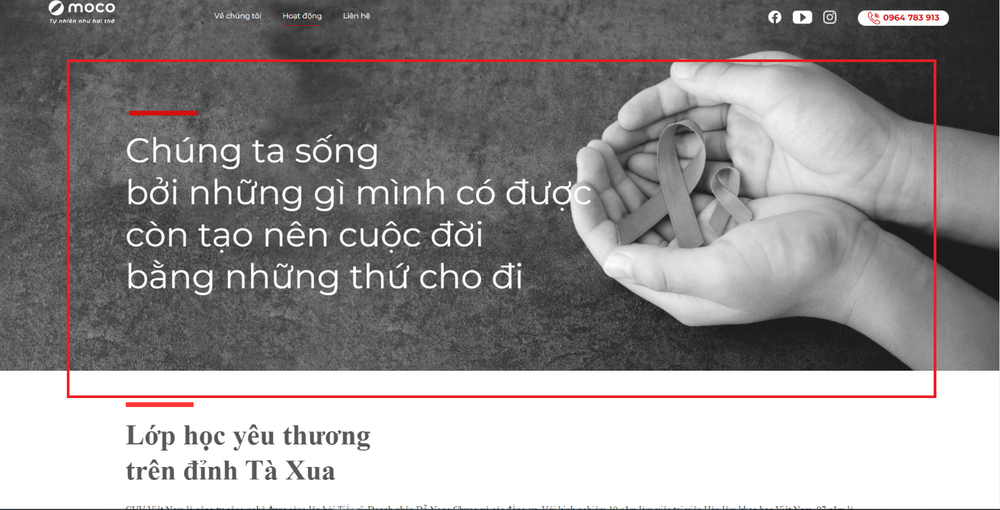 moco
Tự nhiên như hơi thở
Về chúng tôi
Hoạt động
Liên hệ
0964 783 913
Chúng ta sống
bởi những gì mình có được
còn tạo nên cuộc đời
bằng những thứ cho đi
Lớp học yêu thương
trên đỉnh Tà Xua